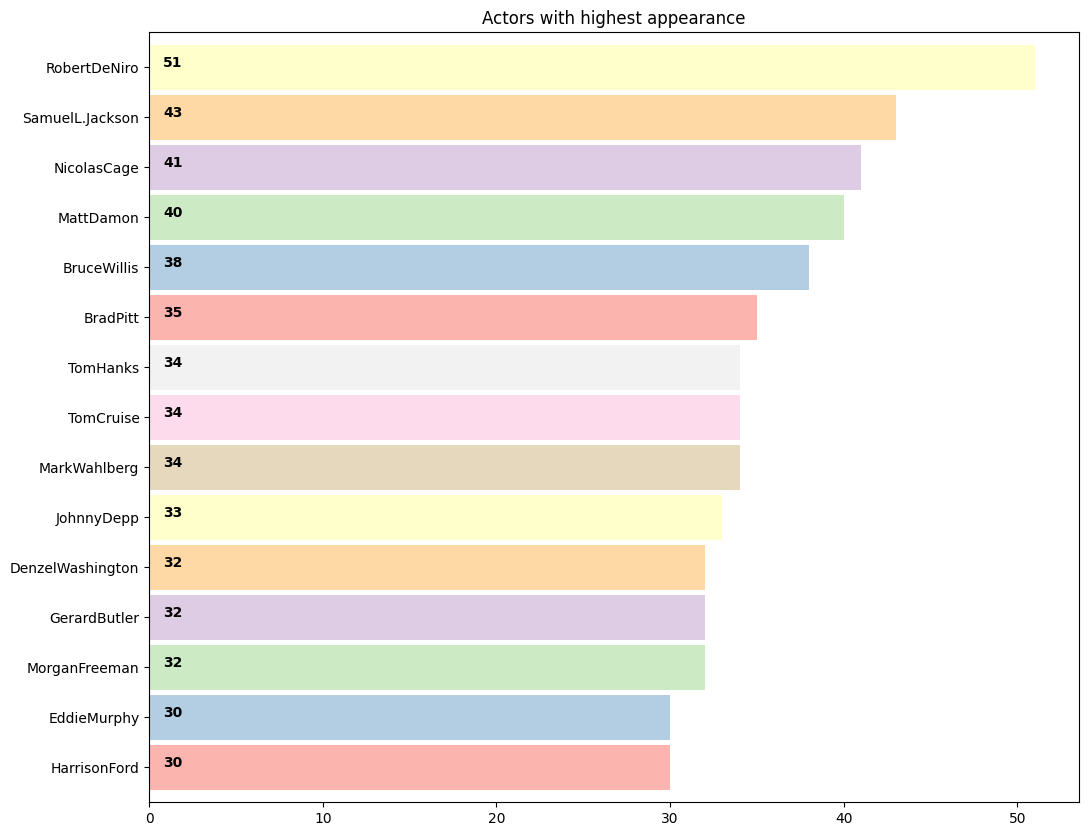 Actors with highest appearance
RobertDeNiro 51
SamuelL.Jackson 43
NicolasCage 41
MattDamon 40
BruceWillis 38
BradPitt 35
TomHanks 34
TomCruise 34
MarkWahlberg 34
JohnnyDepp 33
DenzelWashington 32
GerardButler 32
MorganFreeman 32
EddieMurphy 30
HarrisonFord 30
0 10 20 30 40 50